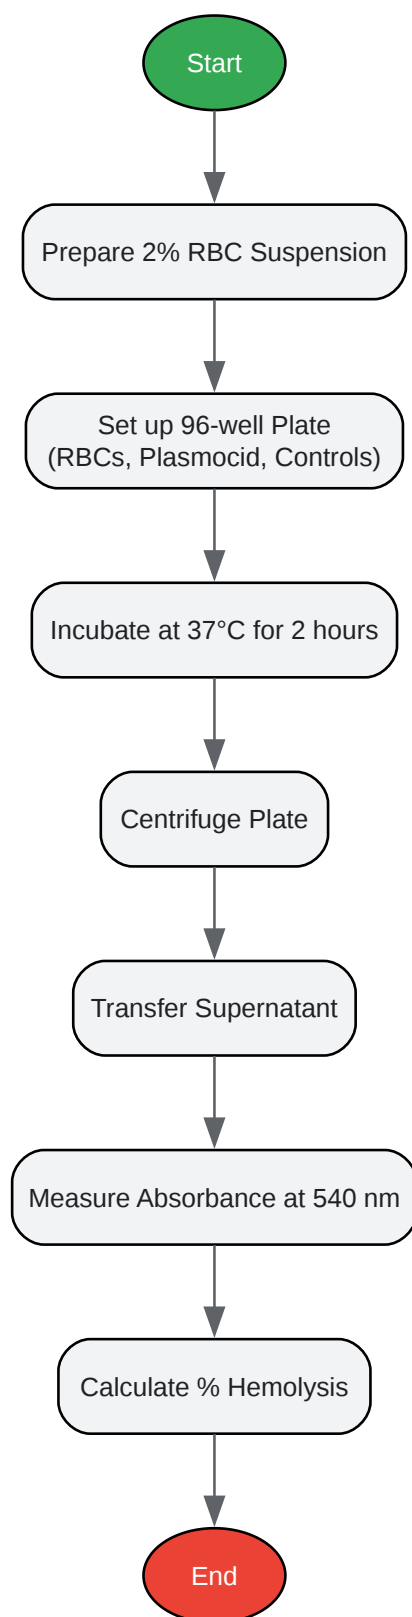 Start
Prepare 2% RBC Suspension
Set up 96-well Plate
(RBCs, Plasmocid, Controls)
Incubate at 37°C for 2 hours
Centrifuge Plate
Transfer Supernatant
Measure Absorbance at 540 nm
Calculate % Hemolysis
End